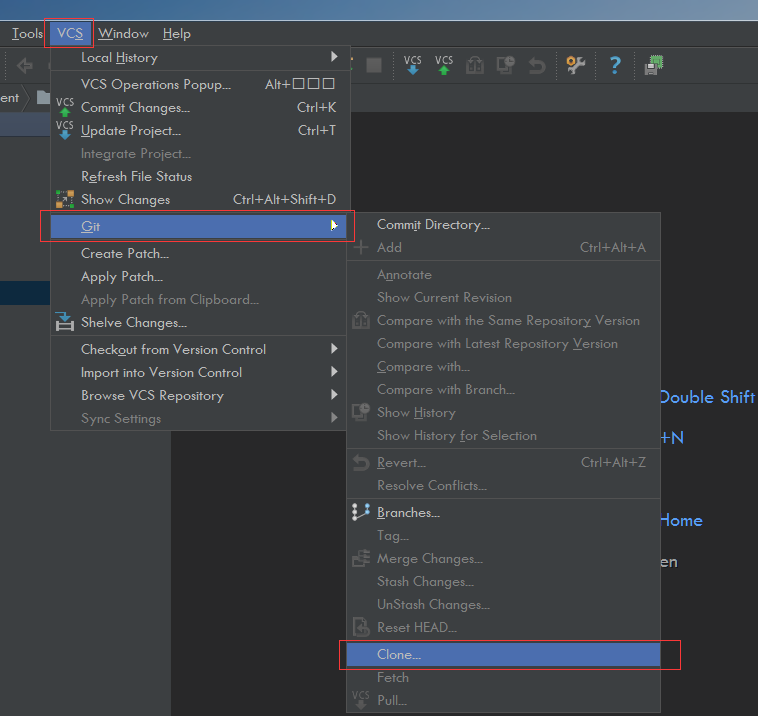 Tools VCS Window Help
VCS VCS
ent
Local History
VCS Operations Popup... Alt+□□□
VCS Commit Changes... Ctrl+K
VCS Update Project... Ctrl+T
Integrate Project...
Refresh File Status
Show Changes Ctrl+Alt+Shift+D
Git
Create Patch...
Apply Patch...
Apply Patch from Clipboard...
Shelve Changes...
Checkout from Version Control
Import into Version Control
Browse VCS Repository
Sync Settings
Commit Directory...
Add Ctrl+Alt+A
Annotate
Show Current Revision
Compare with the Same Repository Version
Compare with Latest Repository Version
Compare with...
Compare with Branch...
Show History
Show History for Selection
Revert... Ctrl+Alt+Z
Resolve Conflicts...
Branches...
Tag...
Merge Changes...
Stash Changes...
UnStash Changes...
Reset HEAD...
Clone...
Fetch
VCS Pull...
Double Shift
+N
Home
en